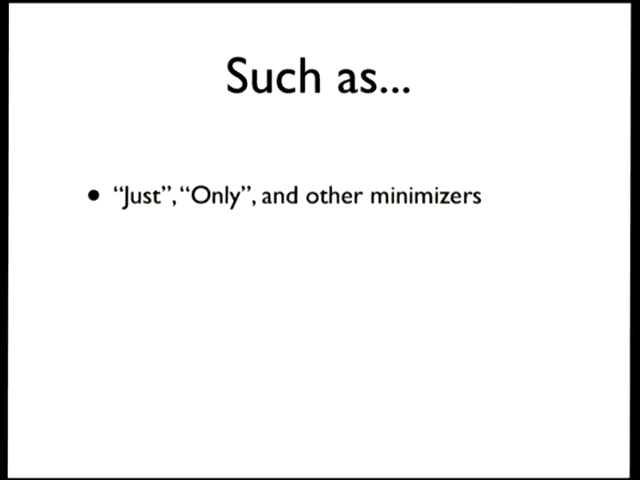 Such as...
• “Just”, “Only”, and other minimizers